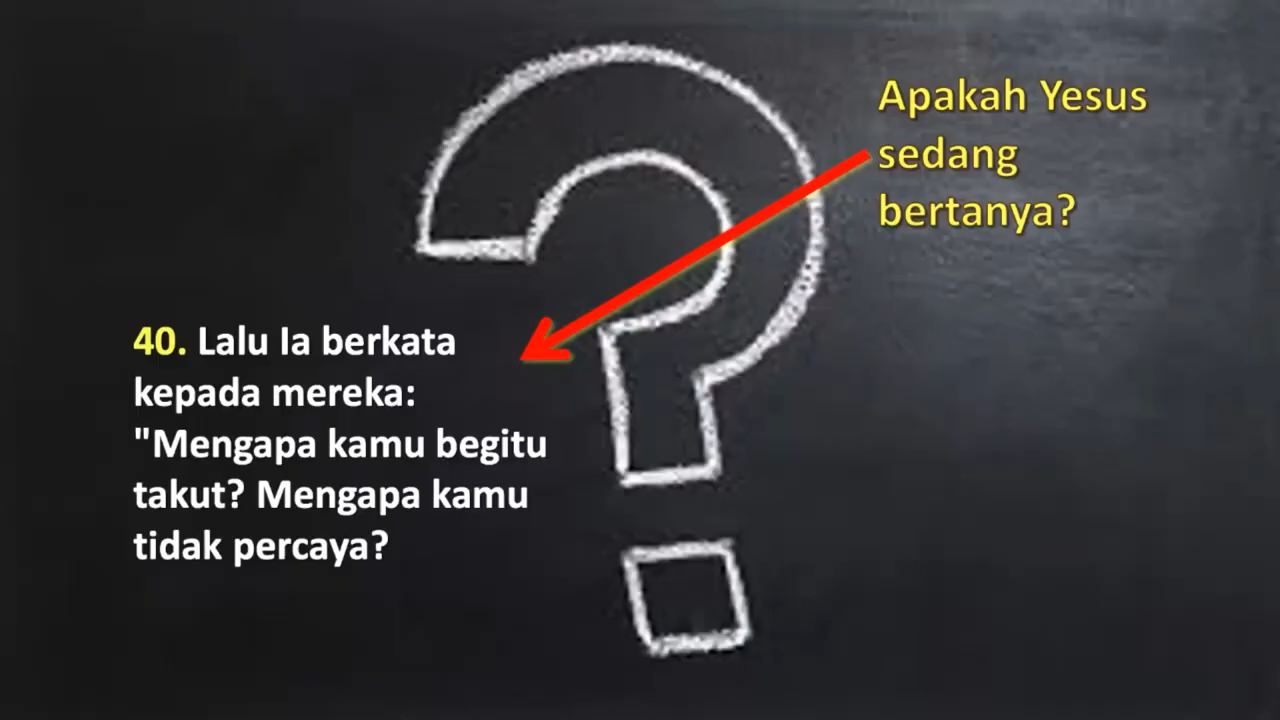 Apakah Yesus
sedang
bertanya?
40. Lalu Ia berkata
kepada mereka:
"Mengapa kamu begitu
takut? Mengapa kamu
tidak percaya?